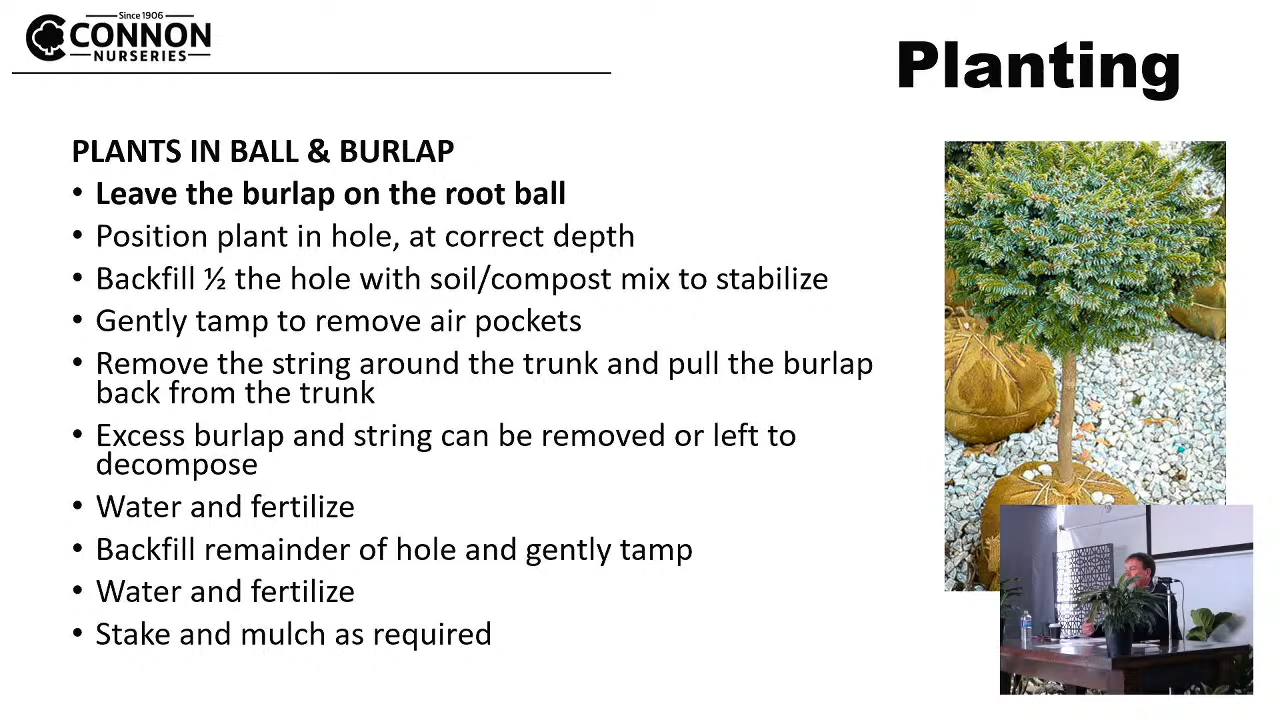 Since 1906
CONNON
NURSERIES
Planting
PLANTS IN BALL & BURLAP
• Leave the burlap on the root ball
• Position plant in hole, at correct depth
• Backfill ½ the hole with soil/compost mix to stabilize
• Gently tamp to remove air pockets
• Remove the string around the trunk and pull the burlap
back from the trunk
• Excess burlap and string can be removed or left to
decompose
• Water and fertilize
• Backfill remainder of hole and gently tamp
• Water and fertilize
• Stake and mulch as required